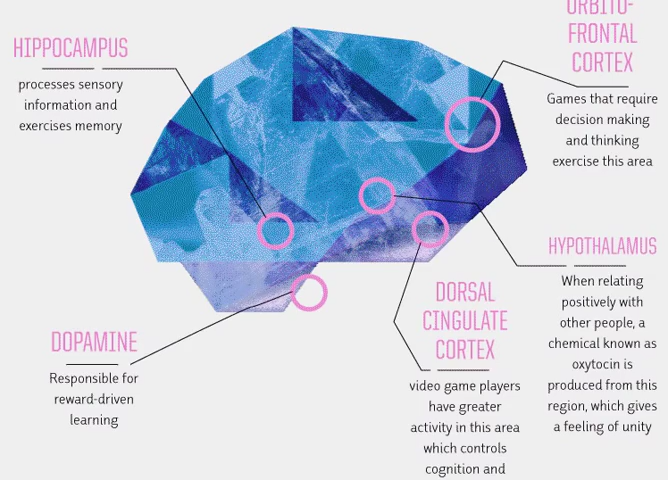 ORBITO-
FRONTAL
CORTEX
Games that require
decision making
and thinking
exercise this area
HIPPOCAMPUS
processes sensory
information and
exercises memory
HYPOTHALAMUS
When relating
positively with
other people, a
chemical known as
oxytocin is
produced from this
region, which gives
a feeling of unity
DORSAL
CINGULATE
CORTEX
video game players
have greater
activity in this area
which controls
cognition and
DOPAMINE
Responsible for
reward-driven
learning